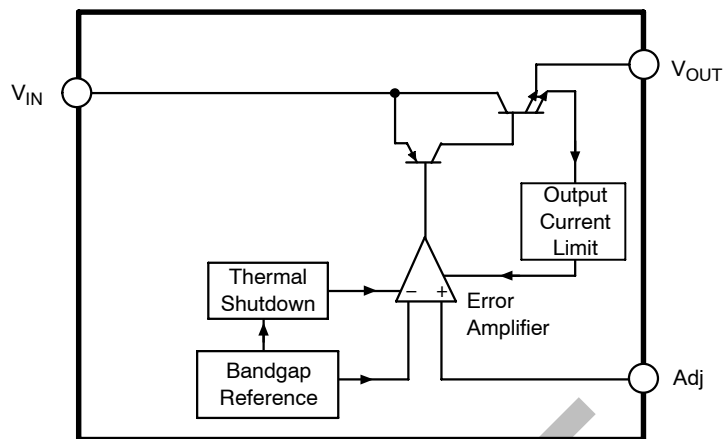 V_IN
V_OUT
Output
Current
Limit
Thermal
Shutdown
− +
Error
Amplifier
Bandgap
Reference
Adj